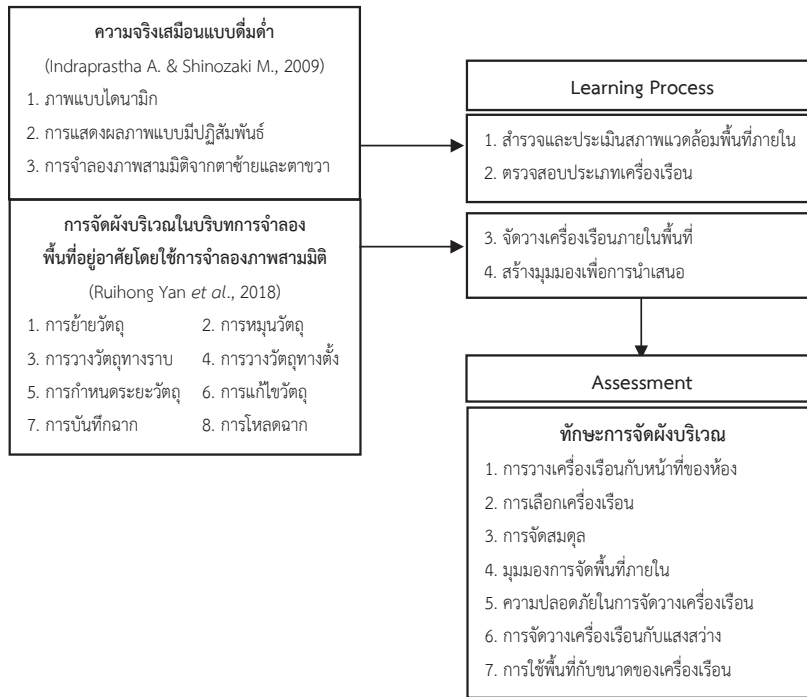 ความจริงเสมือนแบบดื่มด่ำ
(Indraprastha A. & Shinozaki M., 2009)
1. ภาพแบบไดนามิก
2. การแสดงผลภาพแบบมีปฏิสัมพันธ์
3. การจำลองภาพสามมิติจากตาซ้ายและตาขวา
การจัดผังบริเวณในบริบทการจำลอง
พื้นที่อยู่อาศัยโดยใช้การจำลองภาพสามมิติ
(Ruihong Yan et al., 2018)
1. การย้ายวัตถุ 2. การหมุนวัตถุ
3. การวางวัตถุทางราบ 4. การวางวัตถุทางตั้ง
5. การกำหนดระยะวัตถุ 6. การแก้ไขวัตถุ
7. การบันทึกฉาก 8. การโหลดฉาก
Learning Process
1. สำรวจและประเมินสภาพแวดล้อมพื้นที่ภายใน
2. ตรวจสอบประเภทเครื่องเรือน
3. จัดวางเครื่องเรือนภายในพื้นที่
4. สร้างมุมมองเพื่อการนำเสนอ
Assessment
ทักษะการจัดผังบริเวณ
1. การวางเครื่องเรือนกับหน้าที่ของห้อง
2. การเลือกเครื่องเรือน
3. การจัดสมดุล
4. มุมมองการจัดพื้นที่ภายใน
5. ความปลอดภัยในการจัดวางเครื่องเรือน
6. การจัดวางเครื่องเรือนกับแสงสว่าง
7. การใช้พื้นที่กับขนาดของเครื่องเรือน